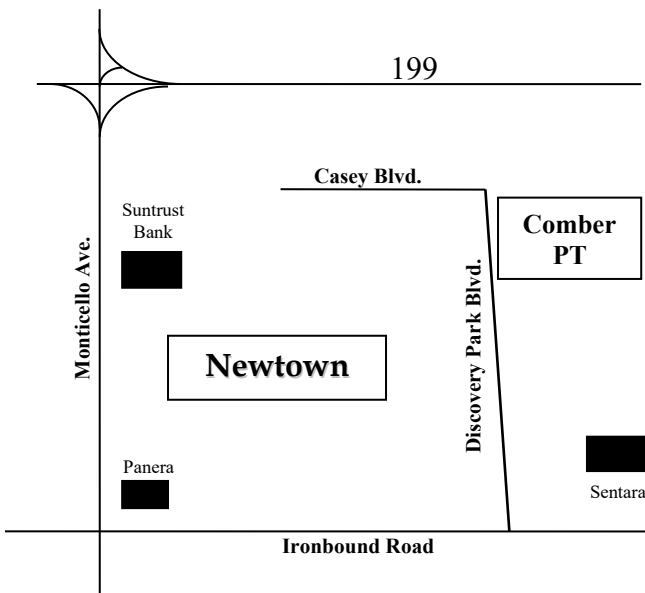 199
Casey Blvd.
Suntrust
Bank
Comber
PT
Monticello Ave.
Discovery Park Blvd.
Newtown
Panera
Sentara
Ironbound Road